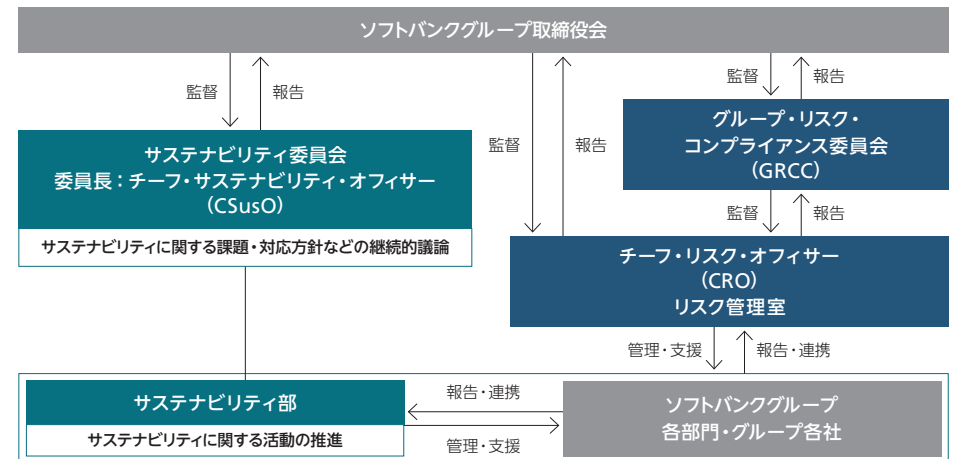 ソフトバンクグループ取締役会
監督
報告
監督
報告
監督
報告
サステナビリティ委員会
委員長：チーフ・サステナビリティ・オフィサー
（CSusO）
サステナビリティに関する課題・対応方針などの継続的議論
グループ・リスク・
コンプライアンス委員会
（GRCC）
監督
報告
チーフ・リスク・オフィサー
（CRO）
リスク管理室
管理・支援
報告・連携
サステナビリティ部
サステナビリティに関する活動の推進
報告・連携
管理・支援
ソフトバンクグループ
各部門・グループ各社